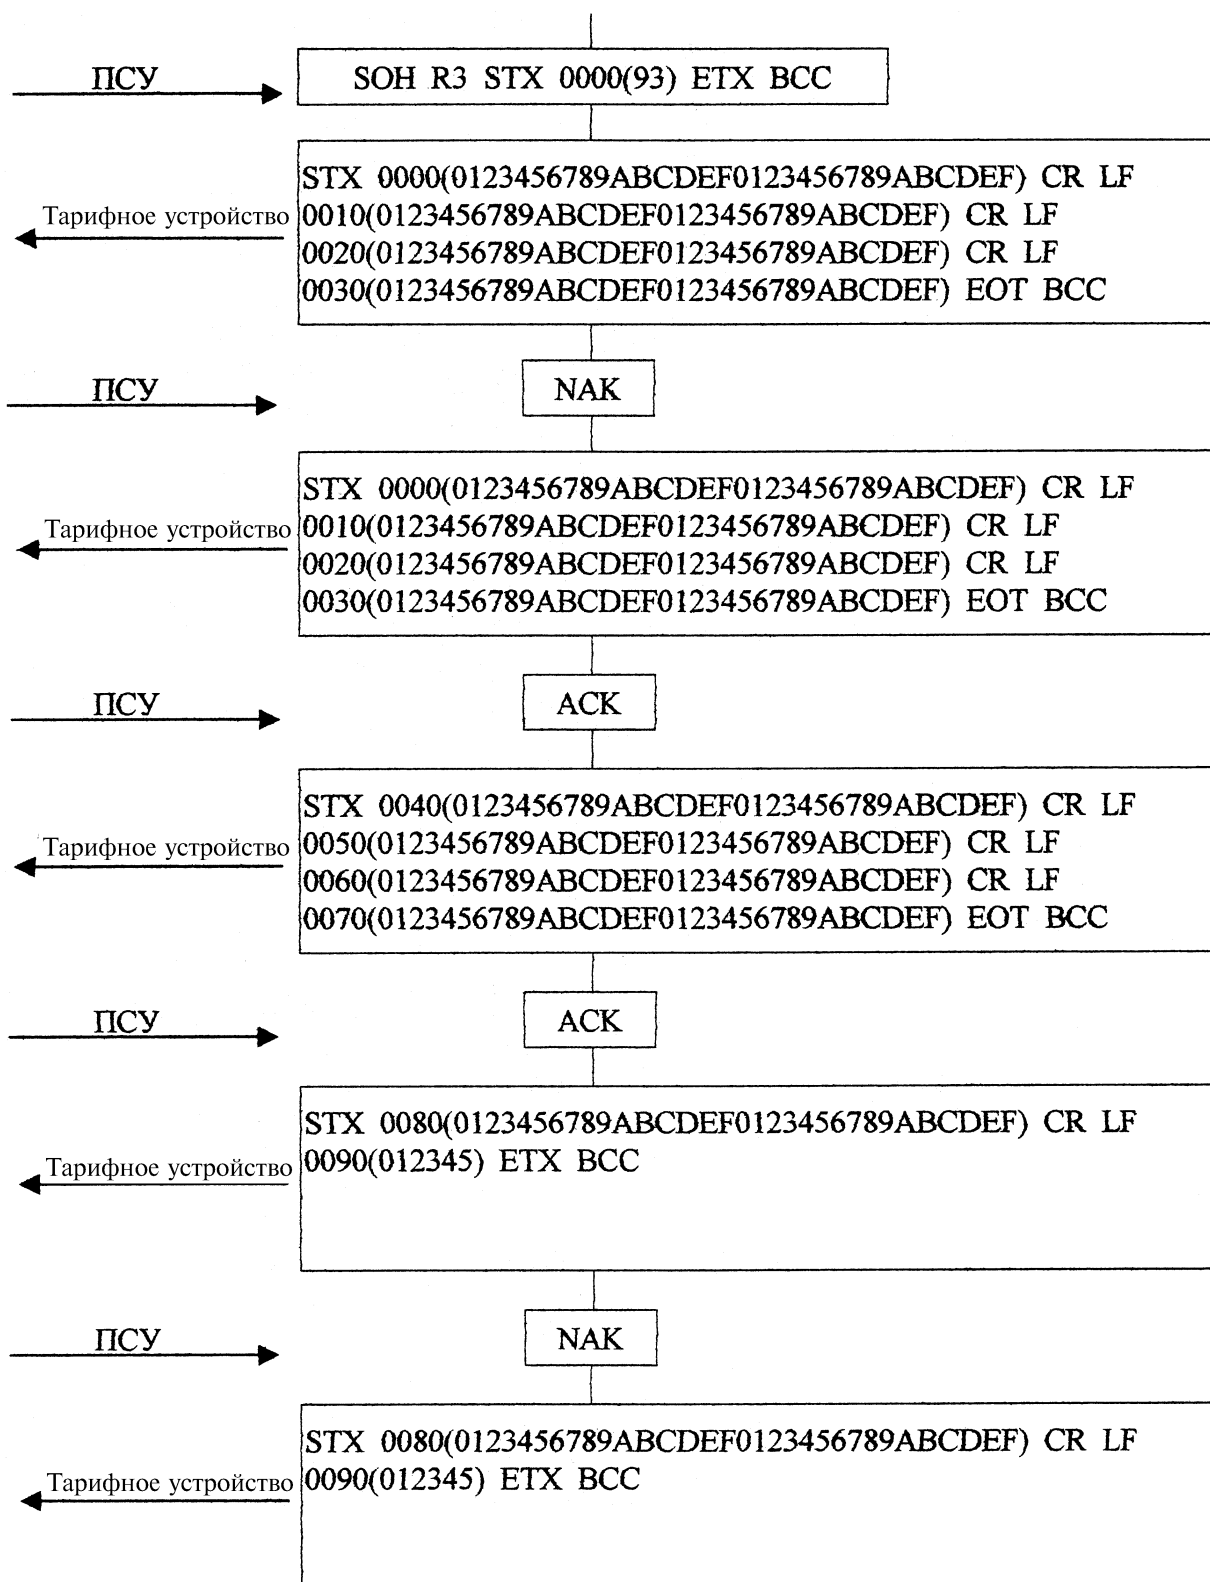 ПСУ
SOH R3 STX 0000(93) ETX BCC
Тарифное устройство
STX 0000(0123456789ABCDEF0123456789ABCDEF) CR LF
0010(0123456789ABCDEF0123456789ABCDEF) CR LF
0020(0123456789ABCDEF0123456789ABCDEF) CR LF
0030(0123456789ABCDEF0123456789ABCDEF) EOT BCC
ПСУ
NAK
Тарифное устройство
STX 0000(0123456789ABCDEF0123456789ABCDEF) CR LF
0010(0123456789ABCDEF0123456789ABCDEF) CR LF
0020(0123456789ABCDEF0123456789ABCDEF) CR LF
0030(0123456789ABCDEF0123456789ABCDEF) EOT BCC
ПСУ
ACK
Тарифное устройство
STX 0040(0123456789ABCDEF0123456789ABCDEF) CR LF
0050(0123456789ABCDEF0123456789ABCDEF) CR LF
0060(0123456789ABCDEF0123456789ABCDEF) CR LF
0070(0123456789ABCDEF0123456789ABCDEF) EOT BCC
ПСУ
ACK
Тарифное устройство
STX 0080(0123456789ABCDEF0123456789ABCDEF) CR LF
0090(012345) ETX BCC
ПСУ
NAK
Тарифное устройство
STX 0080(0123456789ABCDEF0123456789ABCDEF) CR LF
0090(012345) ETX BCC